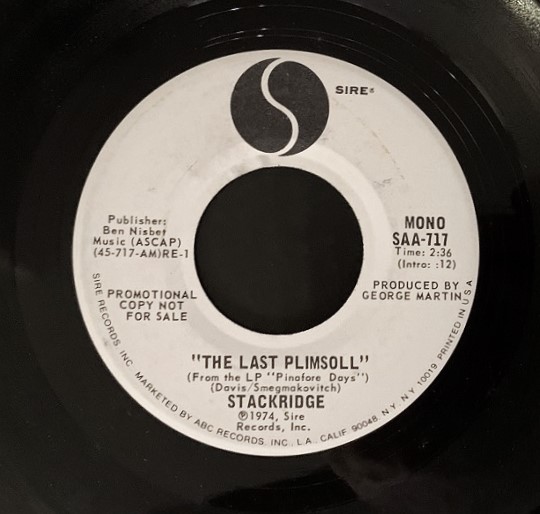 SIRE®
Publisher:
Ben Nisbet
Music (ASCAP)
(45-717-AM)RE-1
MONO
SAA-717
Time: 2:36
(Intro: :12)
PROMOTIONAL
COPY NOT
FOR SALE
PRODUCED BY
GEORGE MARTIN
"THE LAST PLIMSOLL"
(From the LP "Pinafore Days")
(Davis/Smegmakovitch)
STACKRIDGE
℗1974, Sire
Records, Inc.
SIRE RECORDS INC. MARKETED BY ABC RECORDS, INC., L.A., CALIF. 90048 N.Y. N.Y. 10019 PRINTED IN U S A